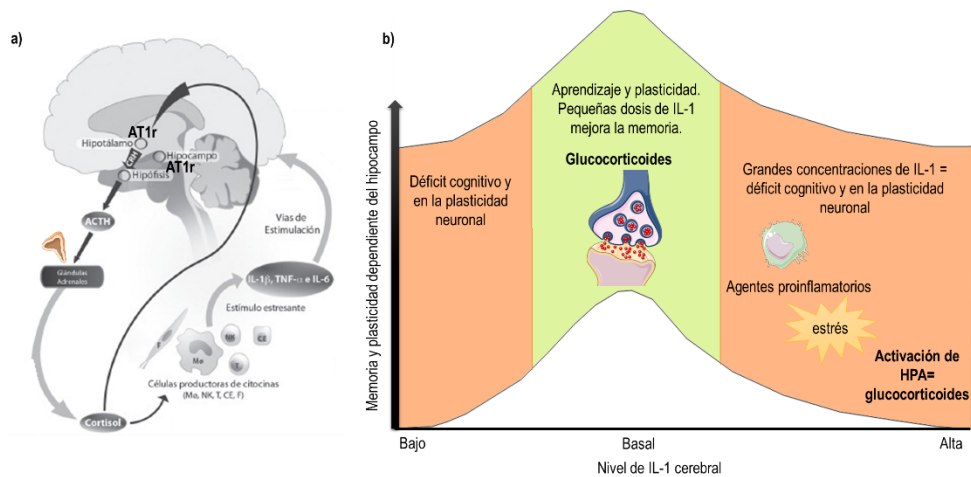 a)
AT1r
Hipotálamo
CRH
Hipocampo
AT1r
Hipófisis
ACTH
Glándulas
Adrenales
Vias de
Estimulación
IL-1β, TNF-α e IL-6
Estímulo estresante
F
Mø
NK
CE
T
Células productoras de citocinas
(Mø, NK, T, CE, F)
Cortisol
b)
Memoria y plasticidad dependiente del hipocampo
Déficit cognitivo y
en la plasticidad
neuronal
Aprendizaje y plasticidad.
Pequeñas dosis de IL-1
mejora la memoria.
Glucocorticoides
Grandes concentraciones de IL-1 =
déficit cognitivo y en la plasticidad
neuronal
Agentes proinflamatorios
estrés
Activación de
HPA=
glucocorticoides
Bajo
Basal
Alta
Nivel de IL-1 cerebral